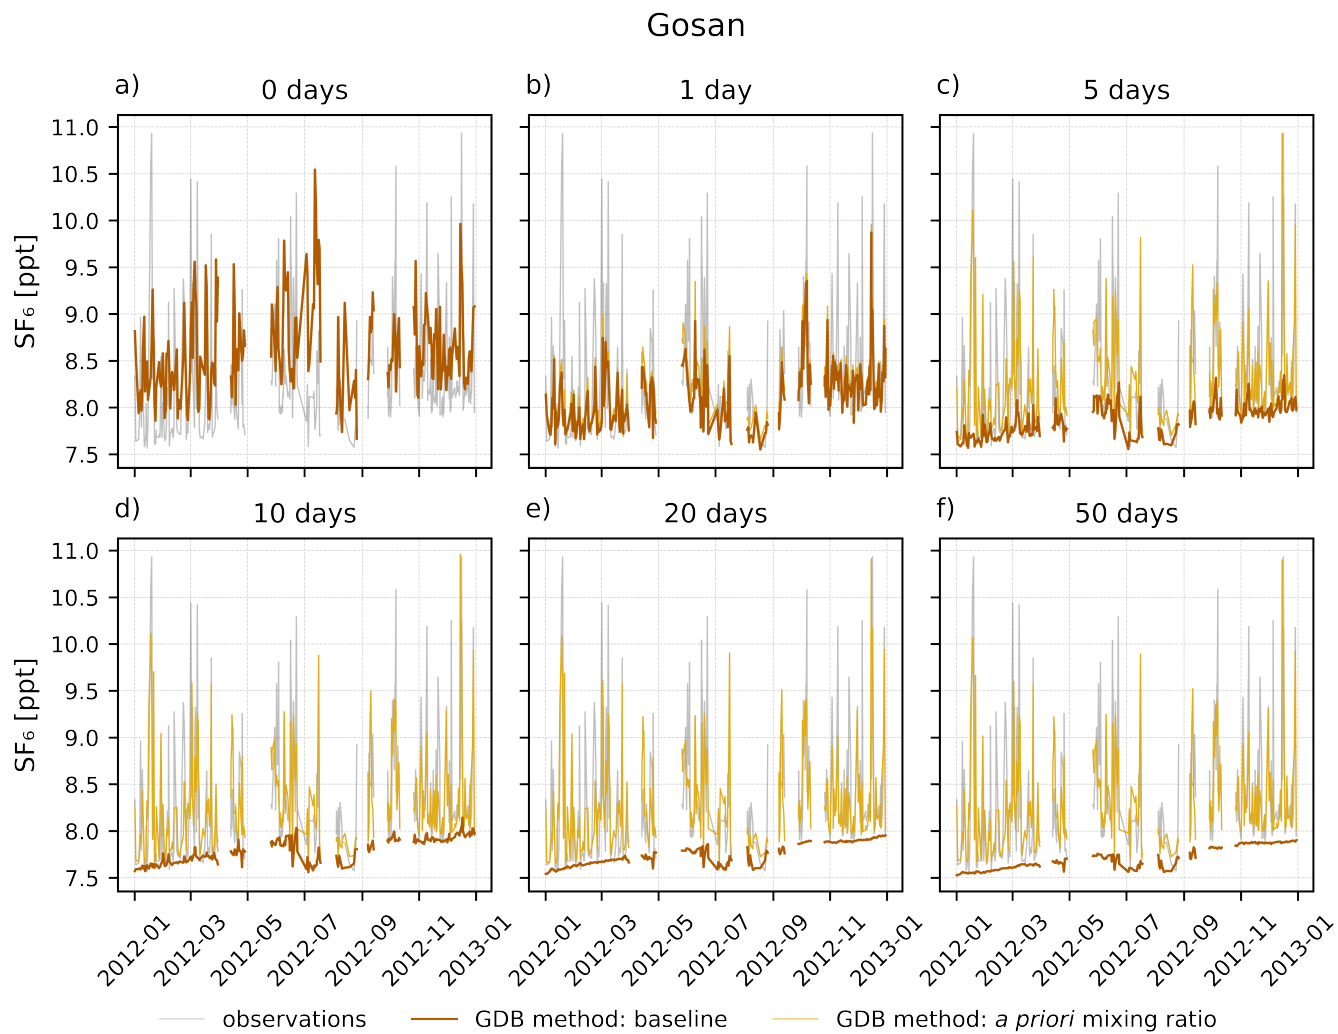 Gosan
a) 0 days
b) 1 day
c) 5 days
SF₆ [ppt]
11.0
10.5
10.0
9.5
9.0
8.5
8.0
7.5
d) 10 days
e) 20 days
f) 50 days
SF₆ [ppt]
11.0
10.5
10.0
9.5
9.0
8.5
8.0
7.5
2012-01 2012-03 2012-05 2012-07 2012-09 2012-11 2013-01 2012-03 2012-05 2012-07 2012-09 2012-11 2013-01 2012-03 2012-05 2012-07 2012-09 2012-11 2013-01
observations GDB method: baseline GDB method: a priori mixing ratio